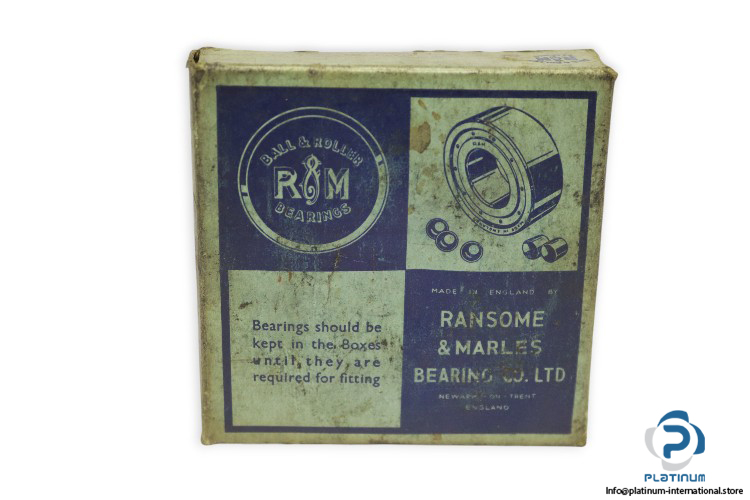 BALL & ROLLER
R&M
BEARINGS
R&M
MADE IN ENGLAND BY
RANSOME
& MARLES
BEARING CO. LTD
NEWARK-ON-TRENT
ENGLAND
Bearings should be
kept in the Boxes
until they are
required for fitting
PLATINUM
Info@platinum-international.store